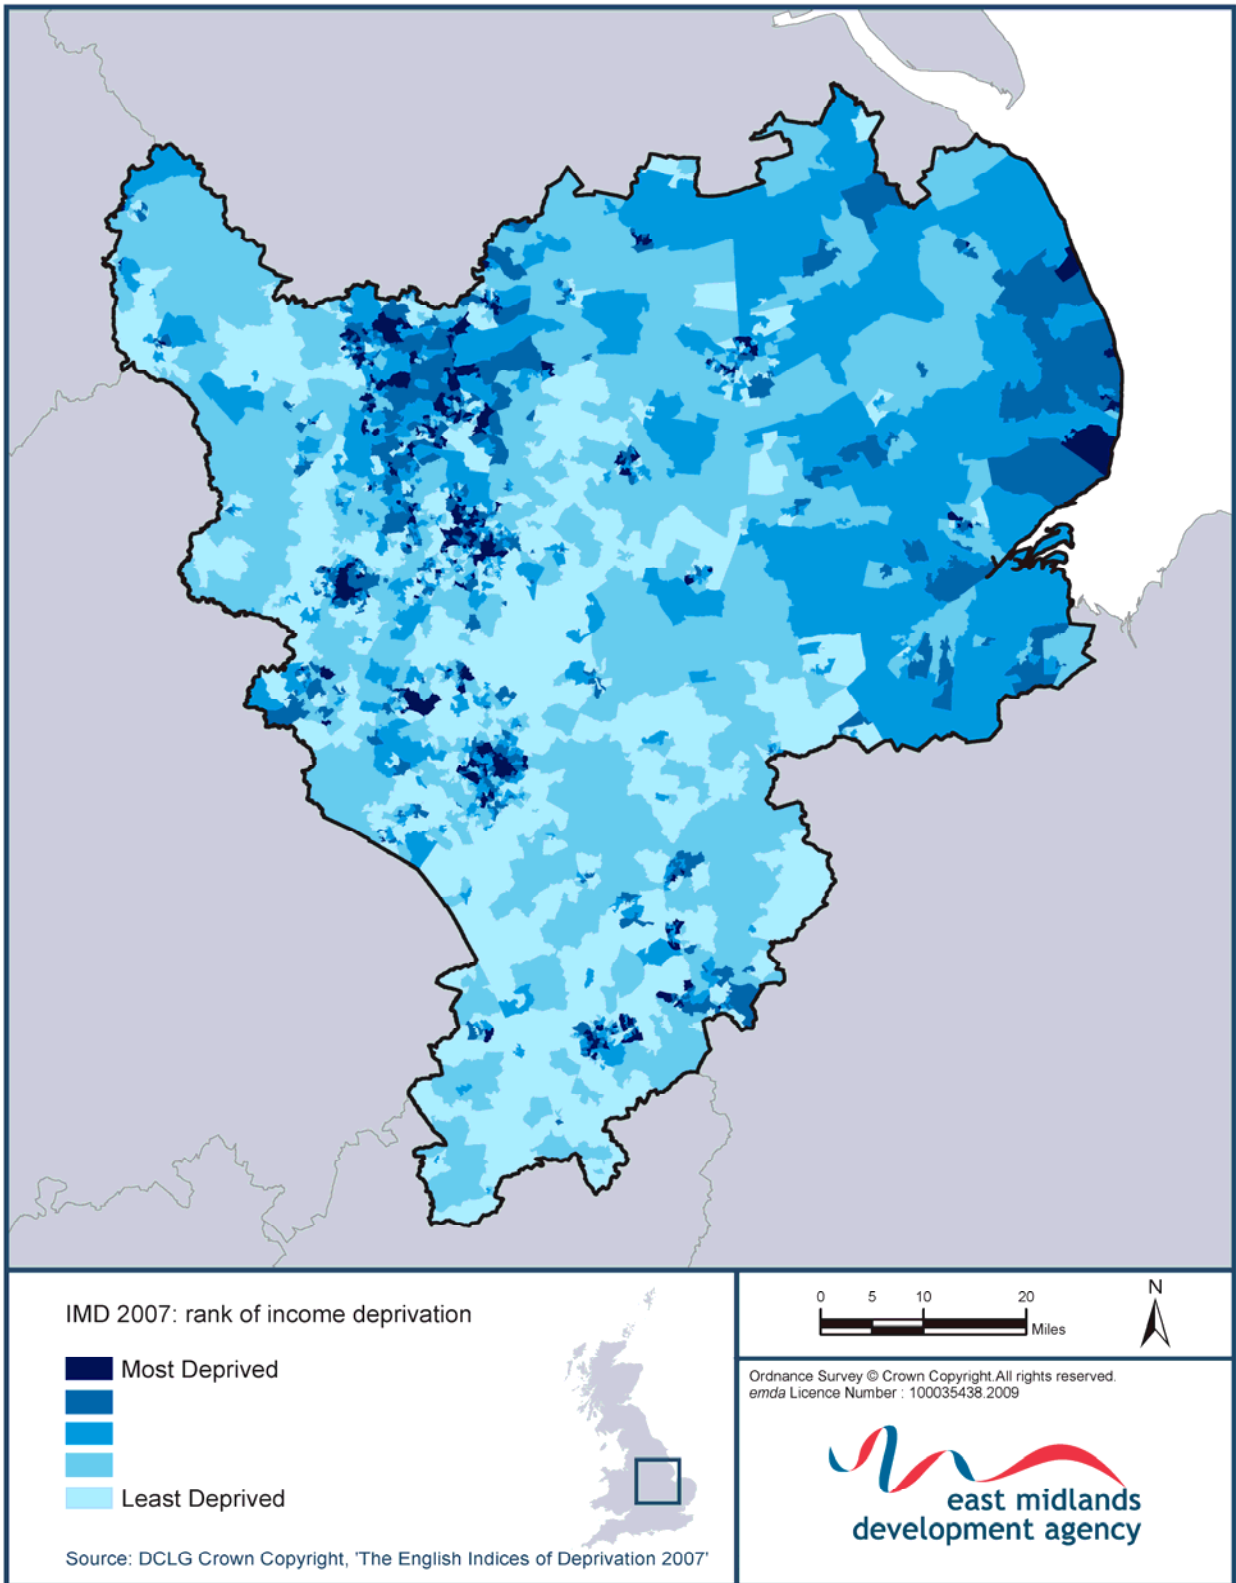 IMD 2007: rank of income deprivation
Most Deprived
Least Deprived
Source: DCLG Crown Copyright, 'The English Indices of Deprivation 2007'
0 5 10 20
Miles
N
Ordnance Survey © Crown Copyright.All rights reserved.
emda Licence Number : 100035438.2009
east midlands
development agency